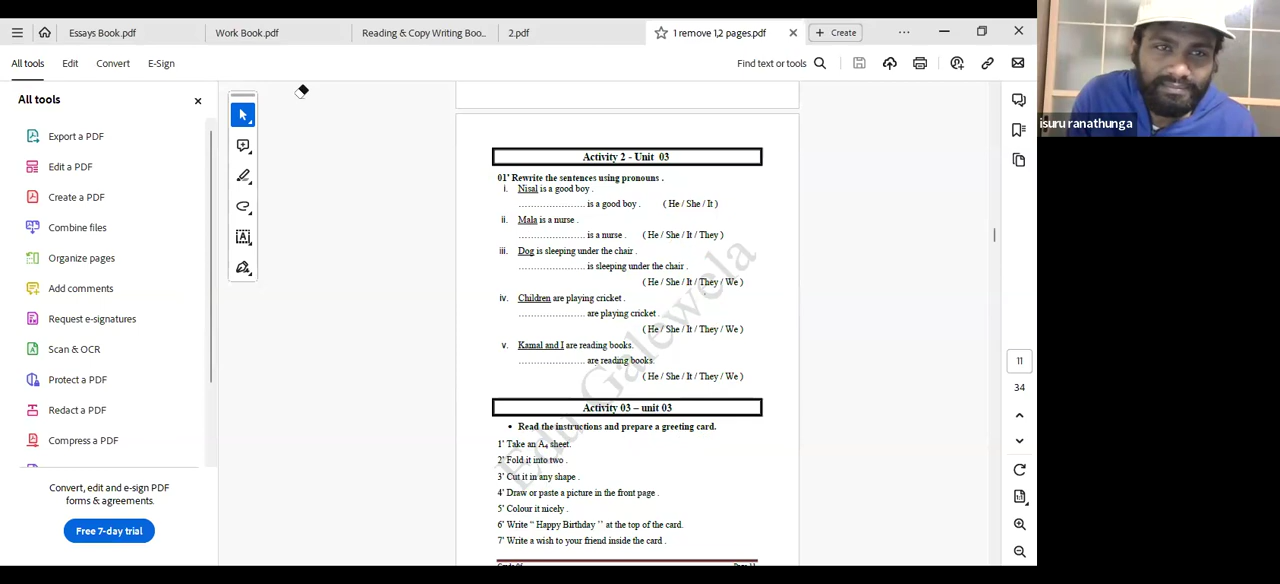 Essays Book.pdf
Work Book.pdf
Reading & Copy Writing Boo..
2.pdf
1 remove 1,2 pages.pdf
Create
All tools
Edit
Convert
E-Sign
Find text or tools
All tools
Export a PDF
Edit a PDF
Create a PDF
Combine files
Organize pages
Add comments
Request e-signatures
Scan & OCR
Protect a PDF
Redact a PDF
Compress a PDF
Convert, edit and e-sign PDF
forms & agreements.
Free 7-day trial
Activity 2 - Unit 03
01' Rewrite the sentences using pronouns .
i. Nisal is a good boy .
........................ is a good boy . ( He / She / It )
ii. Mala is a nurse .
........................ is a nurse . ( He / She / It / They )
iii. Dog is sleeping under the chair .
........................ is sleeping under the chair .
( He / She / It / They / We )
iv. Children are playing cricket .
........................ are playing cricket .
( He / She / It / They / We )
v. Kamal and I are reading books.
........................ are reading books.
( He / She / It / They / We )
Activity 03 – unit 03
• Read the instructions and prepare a greeting card.
1' Take an A4 sheet.
2' Fold it into two .
3' Cut it in any shape .
4' Draw or paste a picture in the front page .
5' Colour it nicely .
6' Write “ Happy Birthday ’’ at the top of the card.
7' Write a wish to your friend inside the card .
Edu Galewela
11
34
isuru ranathunga